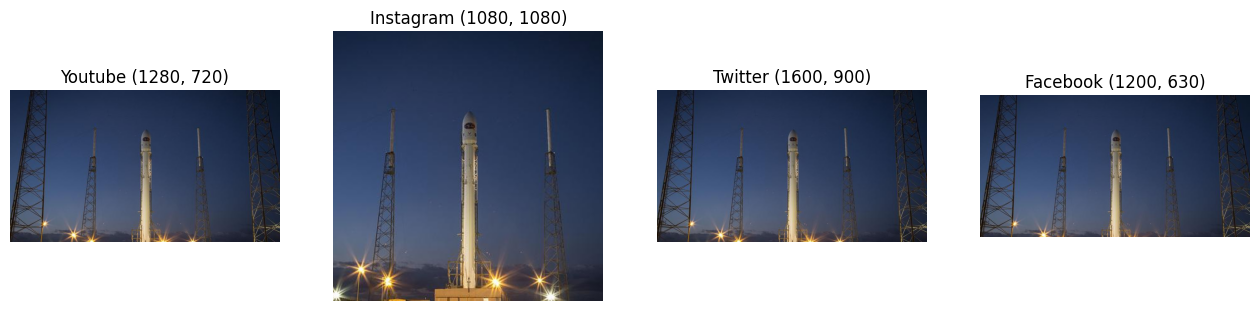 Youtube (1280, 720)
Instagram (1080, 1080)
Twitter (1600, 900)
Facebook (1200, 630)